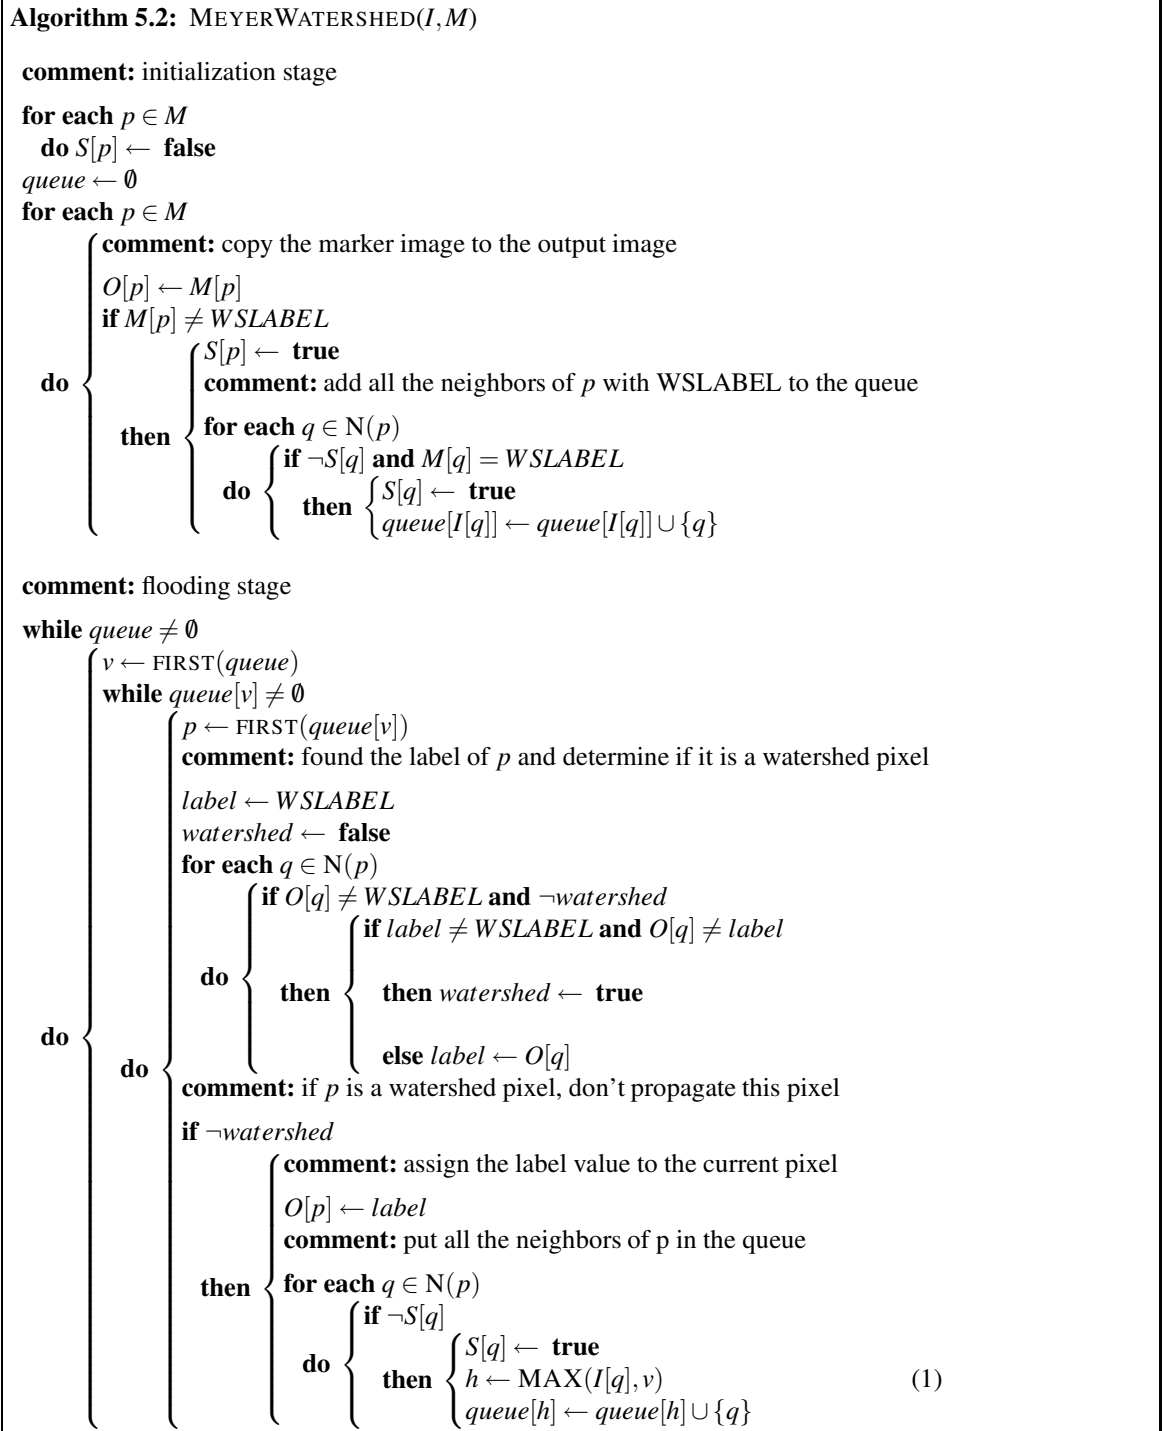 Algorithm 5.2: MEYERWATERSHED(I,M)
comment: initialization stage
for each p ∈ M
do S[p] ← false
queue ← ∅
for each p ∈ M
comment: copy the marker image to the output image
O[p] ← M[p]
if M[p] ≠ WSLABEL
S[p] ← true
do
comment: add all the neighbors of p with WSLABEL to the queue
for each q ∈ N(p)
then
if ¬S[q] and M[q] = WSLABEL
do
S[q] ← true
then
queue[I[q]] ← queue[I[q]] ∪ {q}
comment: flooding stage
while queue ≠ ∅
v ← FIRST(queue)
while queue[v] ≠ ∅
p ← FIRST(queue[v])
comment: found the label of p and determine if it is a watershed pixel
label ← WSLABEL
watershed ← false
for each q ∈ N(p)
if O[q] ≠ WSLABEL and ¬watershed
if label ≠ WSLABEL and O[q] ≠ label
do
then
then watershed ← true
do
else label ← O[q]
do
comment: if p is a watershed pixel, don't propagate this pixel
if ¬watershed
comment: assign the label value to the current pixel
O[p] ← label
comment: put all the neighbors of p in the queue
then
for each q ∈ N(p)
if ¬S[q]
do
S[q] ← true
then
h ← MAX(I[q],v) (1)
queue[h] ← queue[h] ∪ {q}